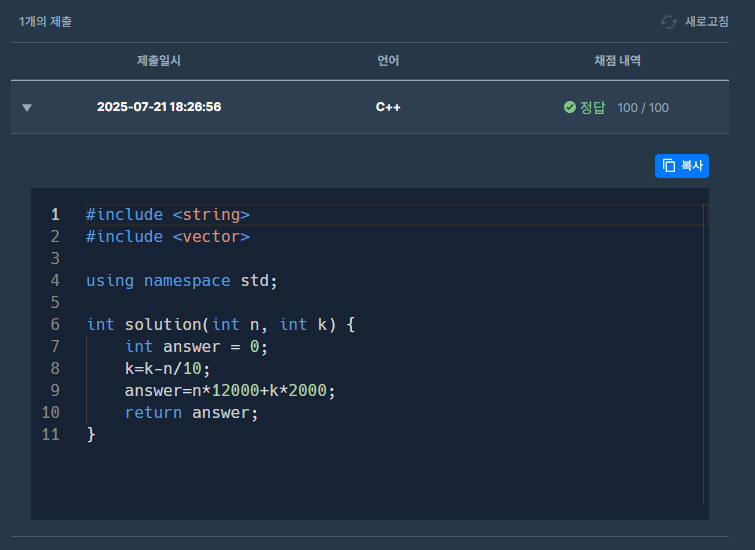 1개의 제출
새로고침
제출일시 언어 채점 내역
2025-07-21 18:26:56 C++ 정답 100 / 100
복사
1 #include <string>
2 #include <vector>
3
4 using namespace std;
5
6 int solution(int n, int k) {
7     int answer = 0;
8     k=k-n/10;
9     answer=n*12000+k*2000;
10     return answer;
11 }